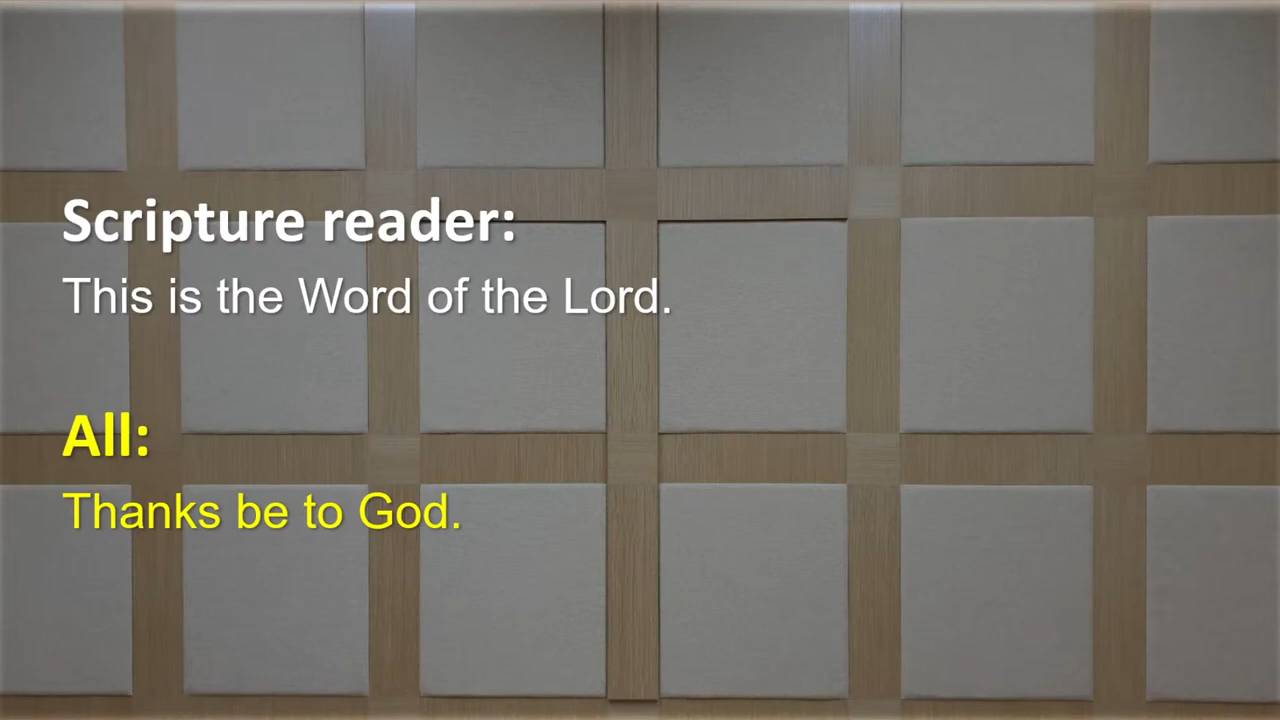 Scripture reader:
This is the Word of the Lord.
All:
Thanks be to God.